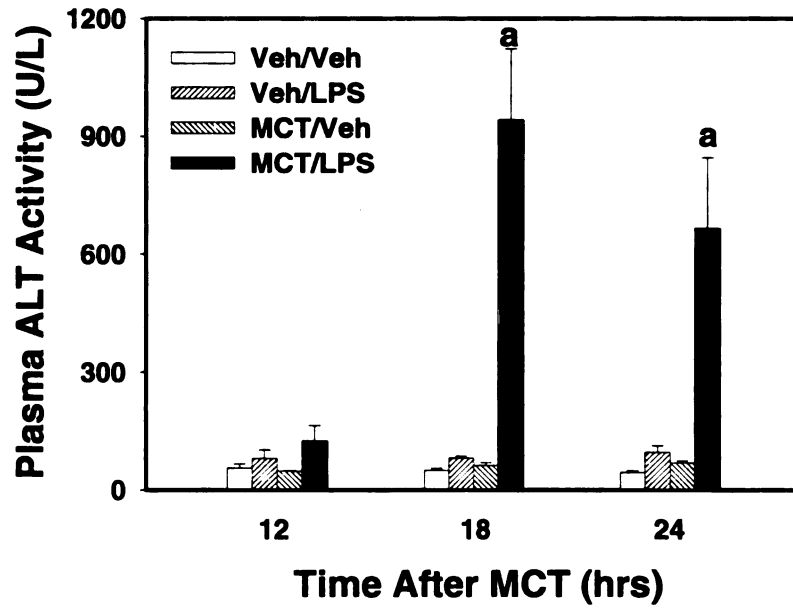 Plasma ALT Activity (U/L)
1200
900
600
300
0
Veh/Veh
Veh/LPS
MCT/Veh
MCT/LPS
a
a
12 18 24
Time After MCT (hrs)